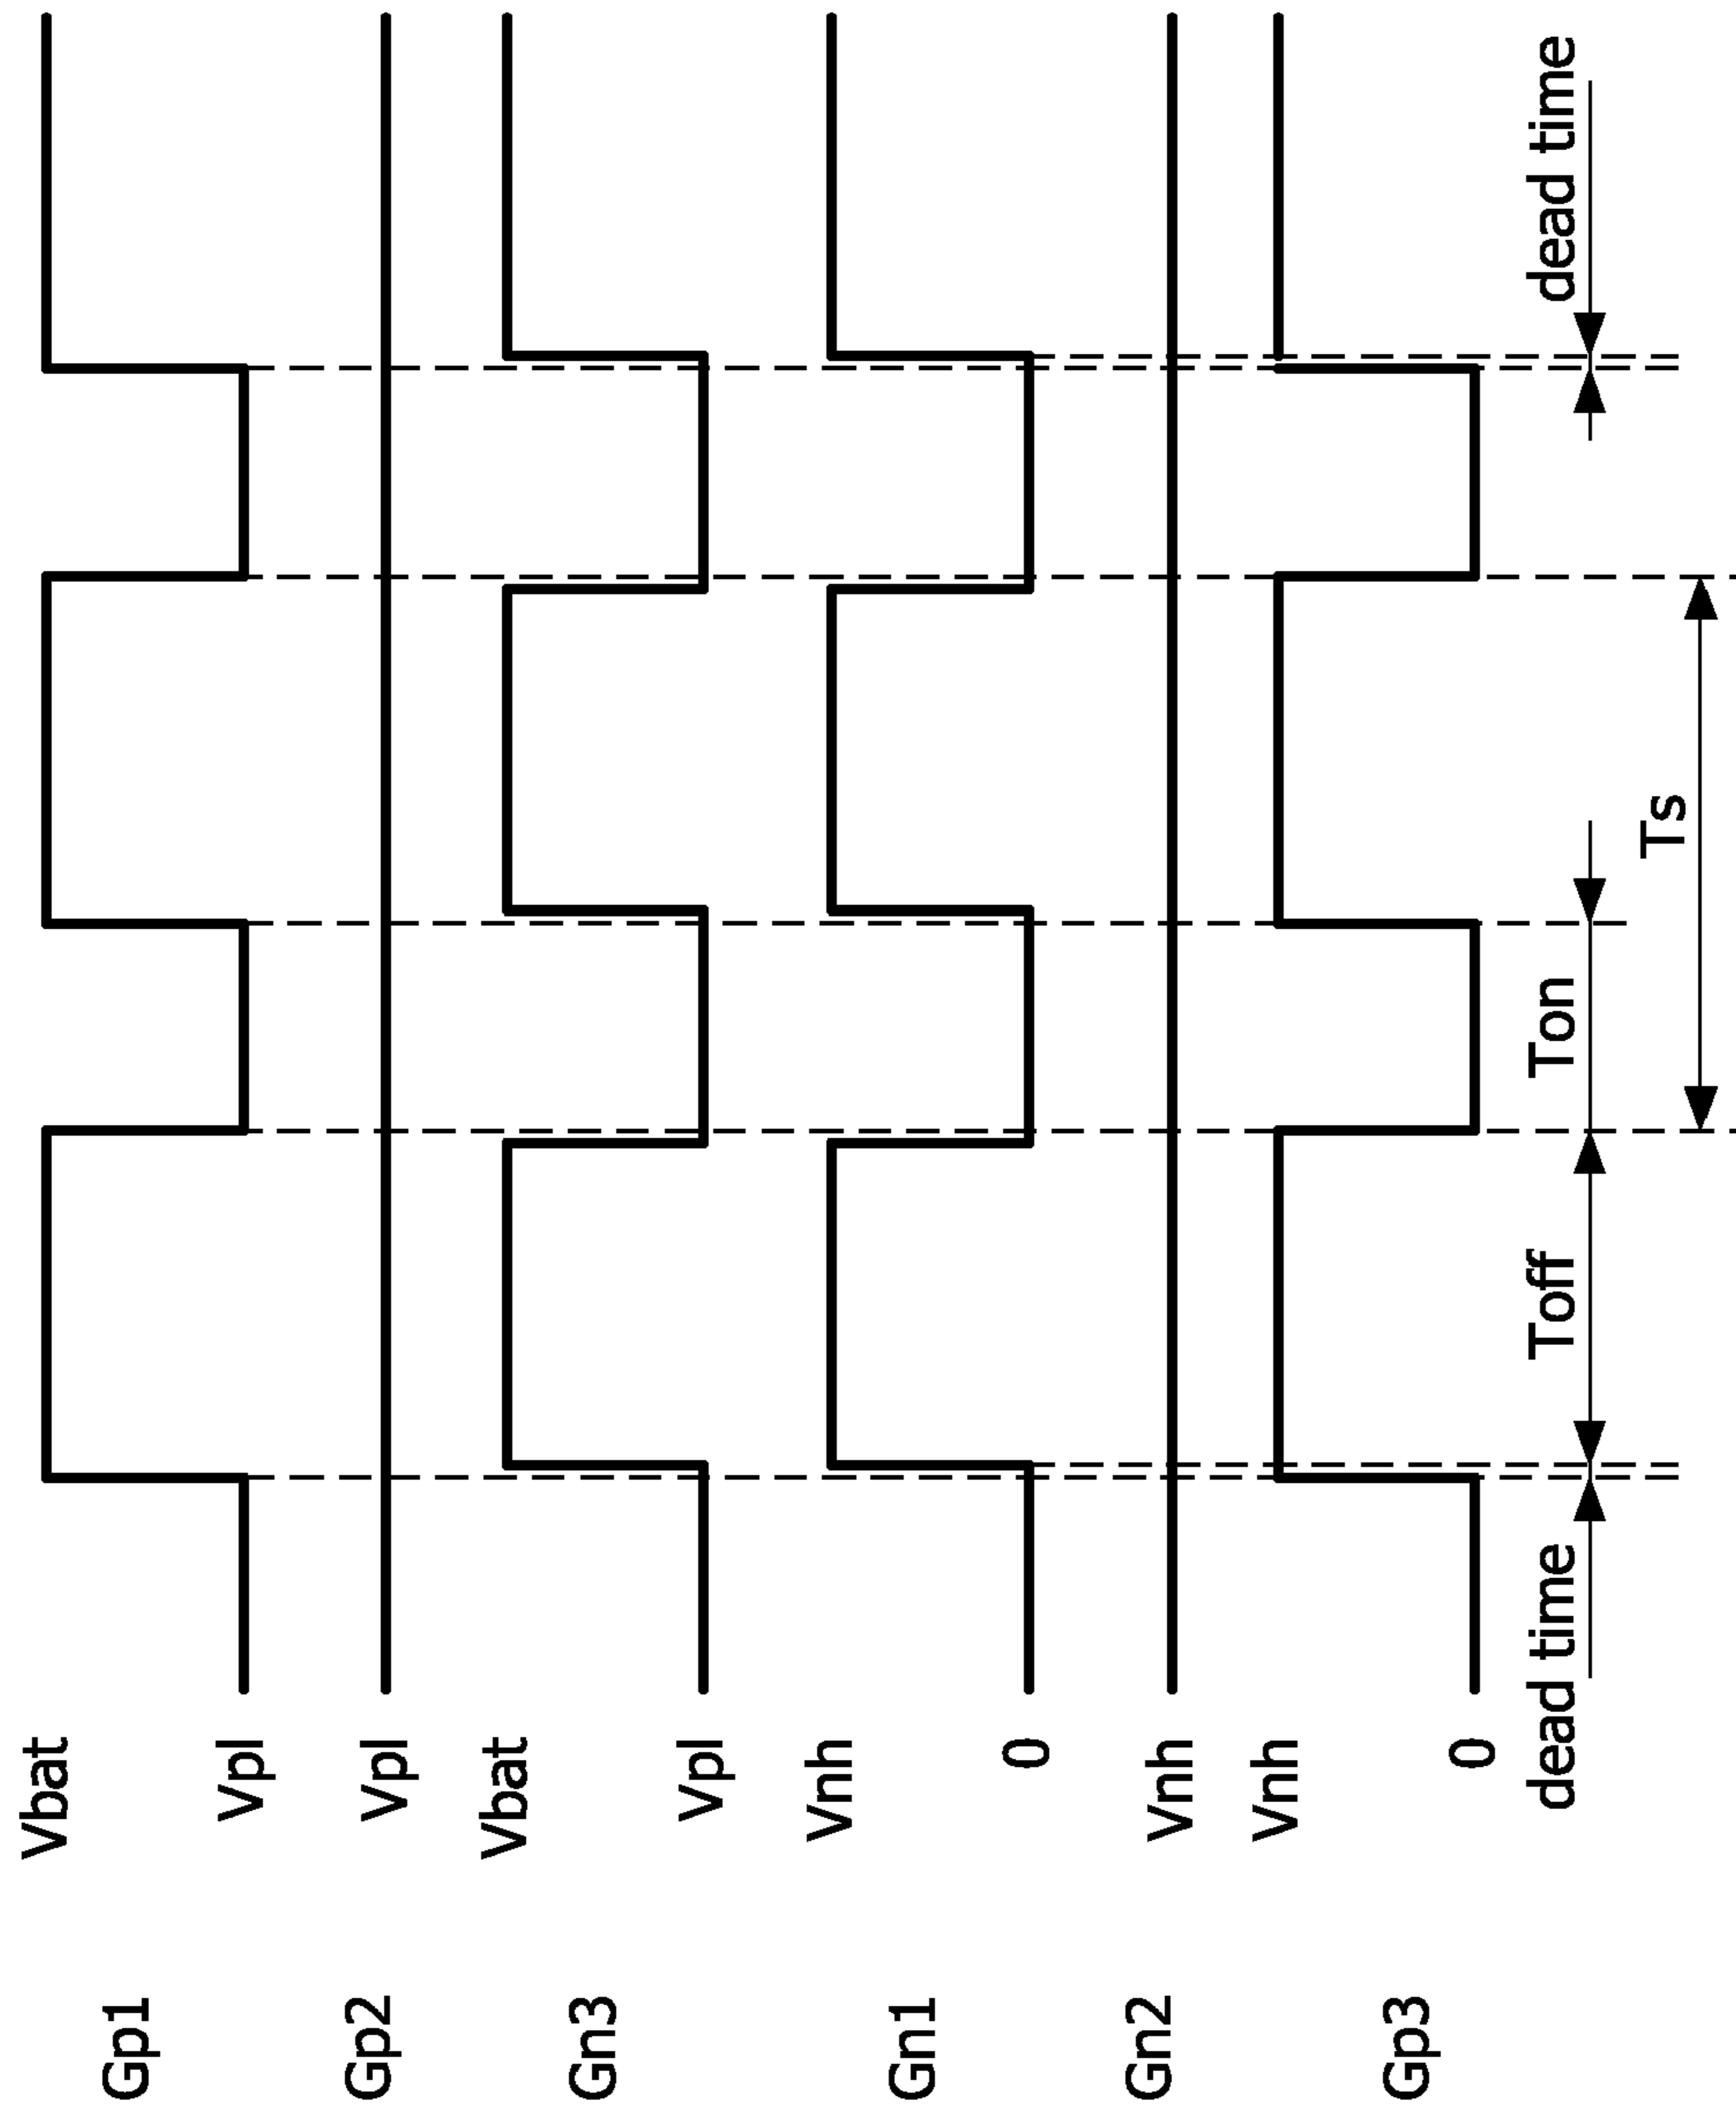 Gp1
Vbat
Vpl
Gp2
Vpl
Gn3
Vbat
Vpl
Gn1
Vnh
0
Gn2
Vnh
Gp3
Vnh
0
dead time
Toff
Ton
dead time
Ts